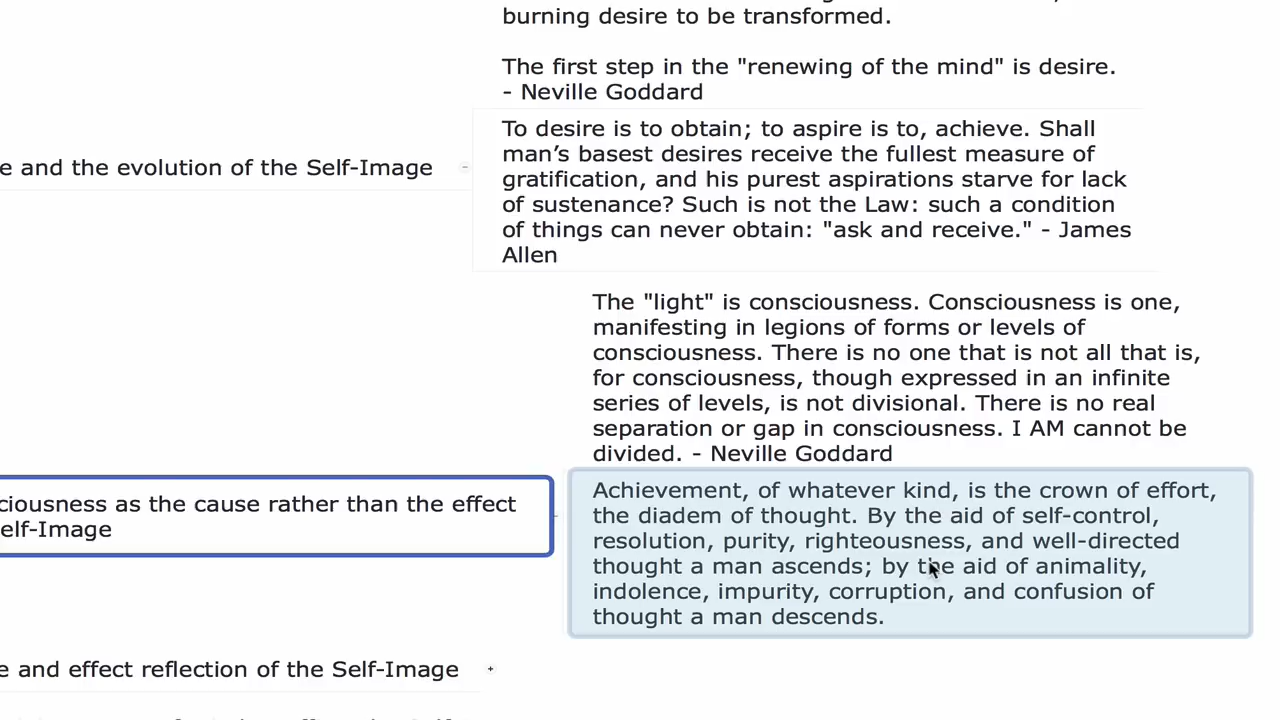 burning desire to be transformed.
The first step in the "renewing of the mind" is desire.
- Neville Goddard
e and the evolution of the Self-Image
To desire is to obtain; to aspire is to, achieve. Shall
man’s basest desires receive the fullest measure of
gratification, and his purest aspirations starve for lack
of sustenance? Such is not the Law: such a condition
of things can never obtain: "ask and receive." - James
Allen
The "light" is consciousness. Consciousness is one,
manifesting in legions of forms or levels of
consciousness. There is no one that is not all that is,
for consciousness, though expressed in an infinite
series of levels, is not divisional. There is no real
separation or gap in consciousness. I AM cannot be
divided. - Neville Goddard
ciousness as the cause rather than the effect
elf-Image
Achievement, of whatever kind, is the crown of effort,
the diadem of thought. By the aid of self-control,
resolution, purity, righteousness, and well-directed
thought a man ascends; by the aid of animality,
indolence, impurity, corruption, and confusion of
thought a man descends.
e and effect reflection of the Self-Image